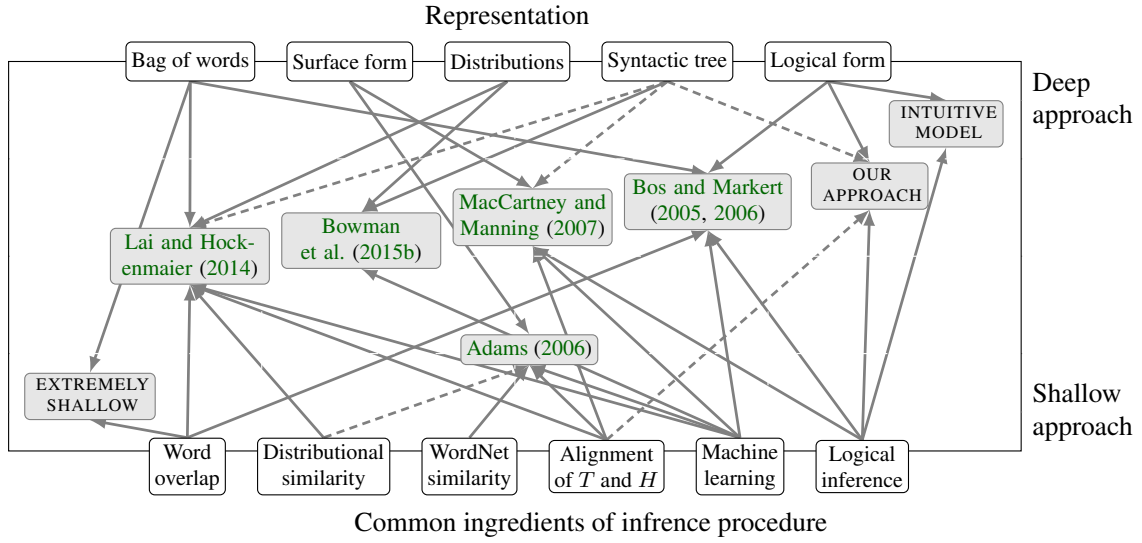 Representation
Bag of words
Surface form
Distributions
Syntactic tree
Logical form
Deep
approach
INTUITIVE
MODEL
OUR
APPROACH
Bos and Markert
(2005, 2006)
MacCartney and
Manning (2007)
Bowman
et al. (2015b)
Lai and Hock-
enmaier (2014)
Adams (2006)
EXTREMELY
SHALLOW
Shallow
approach
Word
overlap
Distributional
similarity
WordNet
similarity
Alignment
of T and H
Machine
learning
Logical
inference
Common ingredients of infrence procedure